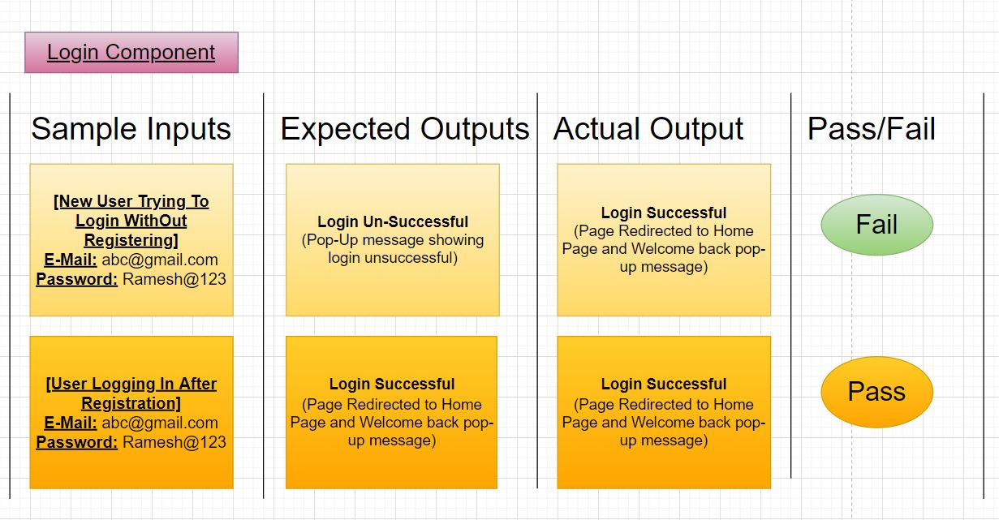 Login Component
Sample Inputs
Expected Outputs
Actual Output
Pass/Fail
[New User Trying To
Login WithOut
Registering]
E-Mail: abc@gmail.com
Password: Ramesh@123
Login Un-Successful
(Pop-Up message showing
login unsuccessful)
Login Successful
(Page Redirected to Home
Page and Welcome back pop-
up message)
Fail
[User Logging In After
Registration]
E-Mail: abc@gmail.com
Password: Ramesh@123
Login Successful
(Page Redirected to Home
Page and Welcome back pop-
up message)
Login Successful
(Page Redirected to Home
Page and Welcome back pop-
up message)
Pass